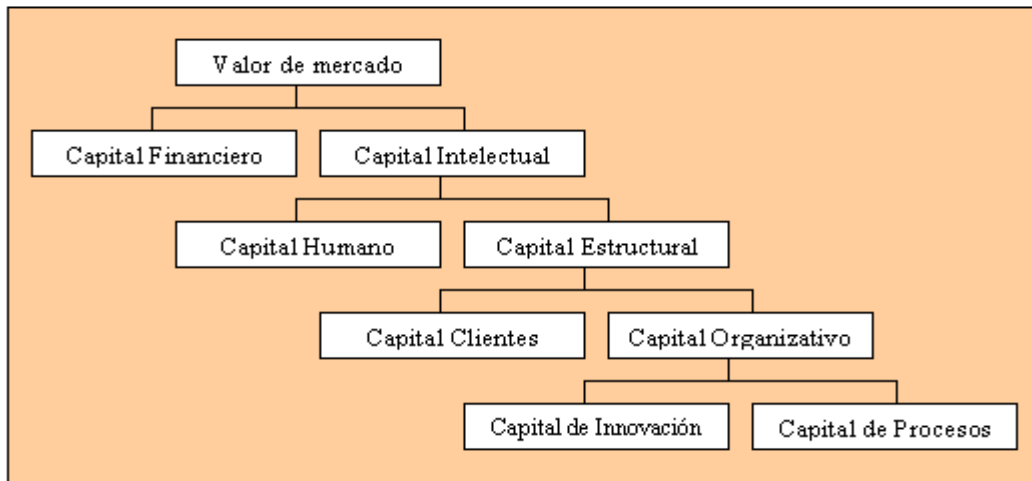 Valor de mercado
Capital Financiero
Capital Intelectual
Capital Humano
Capital Estructural
Capital Clientes
Capital Organizativo
Capital de Innovación
Capital de Procesos